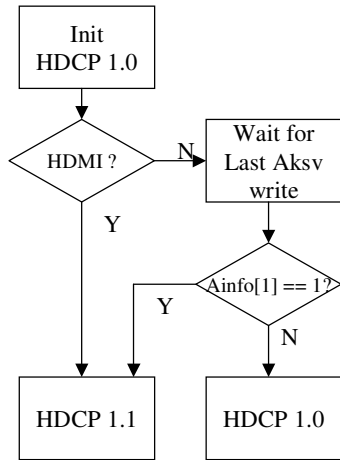 Init
HDCP 1.0
HDMI ?
N
Wait for
Last Aksv
write
Y
Ainfo[1] == 1?
Y
N
HDCP 1.1
HDCP 1.0